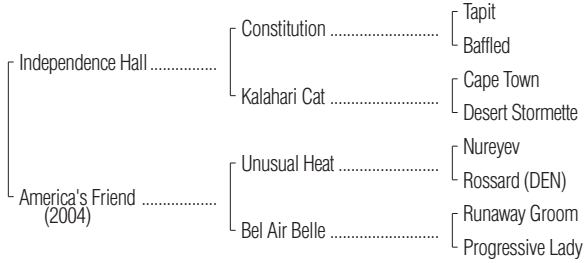 Tapit
Constitution
Baffled
Independence Hall
Cape Town
Kalahari Cat
Desert Stormette
Nureyev
Unusual Heat
Rossard (DEN)
America's Friend
(2004)
Runaway Groom
Bel Air Belle
Progressive Lady